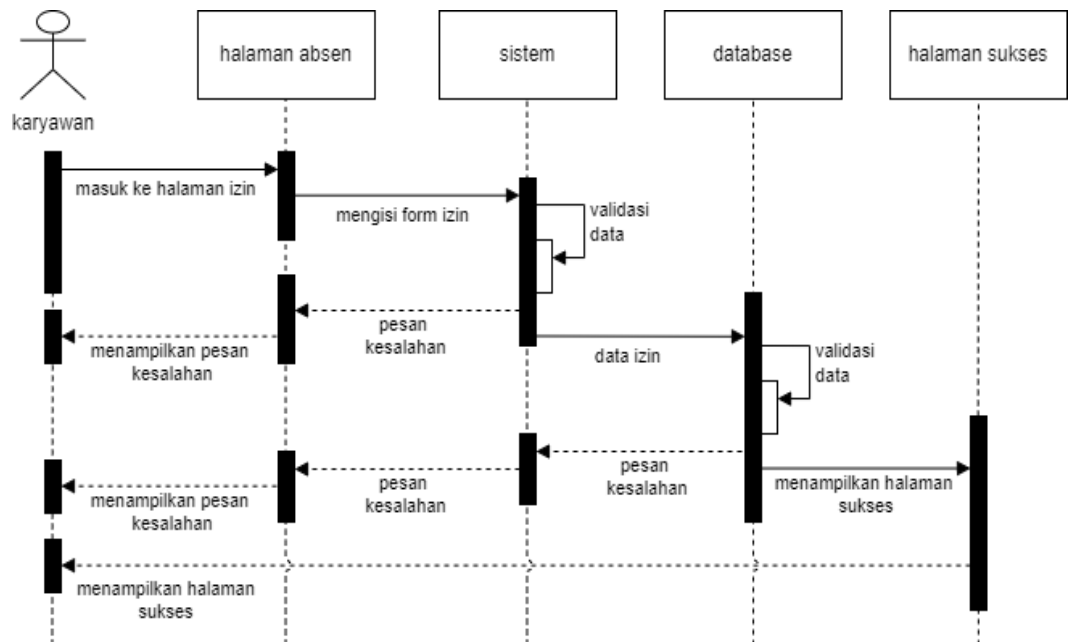 halaman absen
sistem
database
halaman sukses
karyawan
masuk ke halaman izin
mengisi form izin
validasi
data
pesan
kesalahan
menampilkan pesan
kesalahan
data izin
validasi
data
pesan
kesalahan
pesan
kesalahan
menampilkan halaman
sukses
menampilkan pesan
kesalahan
menampilkan halaman
sukses